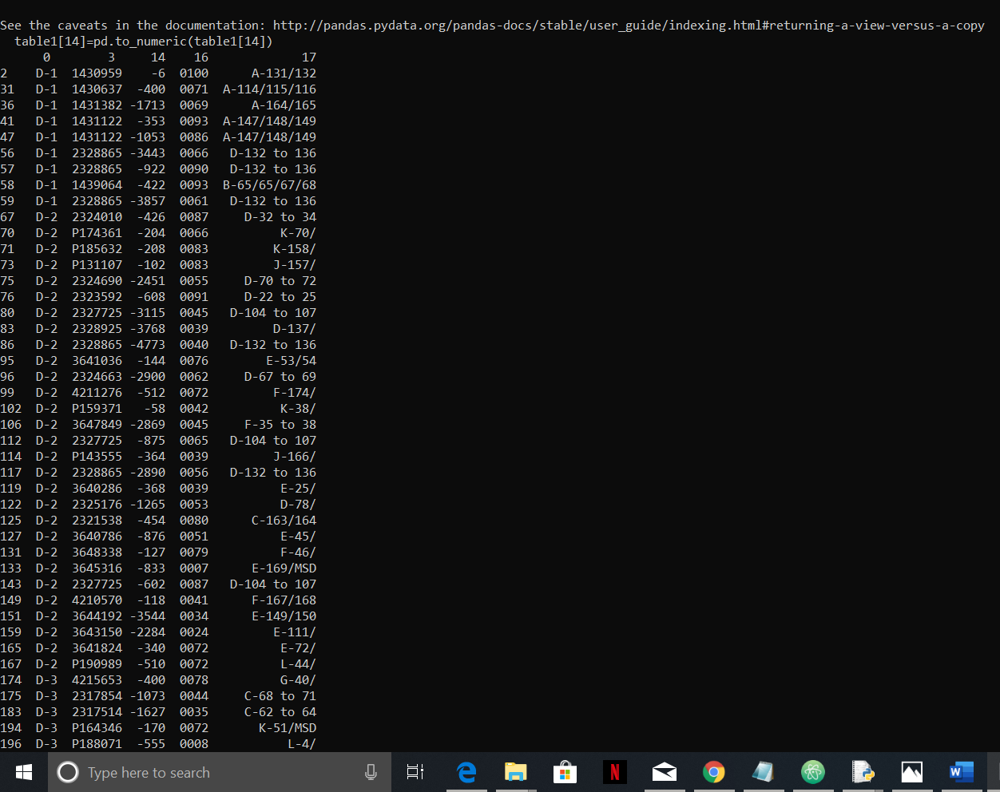 See the caveats in the documentation: http://pandas.pydata.org/pandas-docs/stable/user_guide/indexing.html#returning-a-view-versus-a-copy
  table1[14]=pd.to_numeric(table1[14])
      0        3     14    16             17
2    D-1  1430959    -6  0100      A-131/132
31   D-1  1430637  -400  0071  A-114/115/116
36   D-1  1431382 -1713  0069      A-164/165
41   D-1  1431122  -353  0093  A-147/148/149
47   D-1  1431122 -1053  0086  A-147/148/149
56   D-1  2328865 -3443  0066   D-132 to 136
57   D-1  2328865  -922  0090   D-132 to 136
58   D-1  1439064  -422  0093  B-65/65/67/68
59   D-1  2328865 -3857  0061   D-132 to 136
67   D-2  2324010  -426  0087     D-32 to 34
70   D-2  P174361  -204  0066          K-70/
71   D-2  P185632  -208  0083         K-158/
73   D-2  P131107  -102  0083         J-157/
75   D-2  2324690 -2451  0055     D-70 to 72
76   D-2  2323592  -608  0091     D-22 to 25
80   D-2  2327725 -3115  0045   D-104 to 107
83   D-2  2328925 -3768  0039         D-137/
86   D-2  2328865 -4773  0040   D-132 to 136
95   D-2  3641036  -144  0076        E-53/54
96   D-2  2324663 -2900  0062     D-67 to 69
99   D-2  4211276  -512  0072         F-174/
102  D-2  P159371   -58  0042          K-38/
106  D-2  3647849 -2869  0045     F-35 to 38
112  D-2  2327725  -875  0065   D-104 to 107
114  D-2  P143555  -364  0039         J-166/
117  D-2  2328865 -2890  0056   D-132 to 136
119  D-2  3640286  -368  0039          E-25/
122  D-2  2325176 -1265  0053          D-78/
125  D-2  2321538  -454  0080      C-163/164
127  D-2  3640786  -876  0051          E-45/
131  D-2  3648338  -127  0079          F-46/
133  D-2  3645316  -833  0007      E-169/MSD
143  D-2  2327725  -602  0087   D-104 to 107
149  D-2  4210570  -118  0041      F-167/168
151  D-2  3644192 -3544  0034      E-149/150
159  D-2  3643150 -2284  0024         E-111/
165  D-2  3641824  -340  0072          E-72/
167  D-2  P190989  -510  0072          L-44/
174  D-3  4215653  -400  0078          G-40/
175  D-3  2317854 -1073  0044     C-68 to 71
183  D-3  2317514 -1627  0035     C-62 to 64
194  D-3  P164346  -170  0072       K-51/MSD
196  D-3  P188071  -555  0008           L-4/
Type here to search